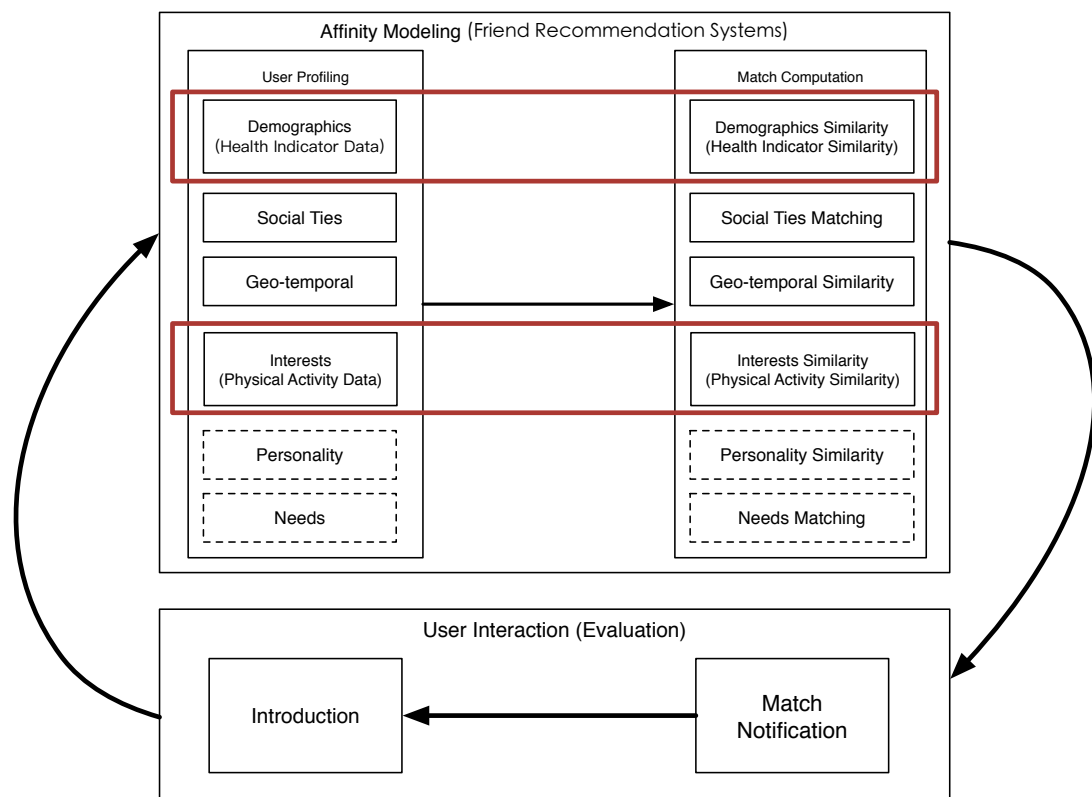 Affinity Modeling (Friend Recommendation Systems)
User Profiling
Demographics
(Health Indicator Data)
Social Ties
Geo-temporal
Interests
(Physical Activity Data)
Personality
Needs
Match Computation
Demographics Similarity
(Health Indicator Similarity)
Social Ties Matching
Geo-temporal Similarity
Interests Similarity
(Physical Activity Similarity)
Personality Similarity
Needs Matching
User Interaction (Evaluation)
Introduction
Match
Notification